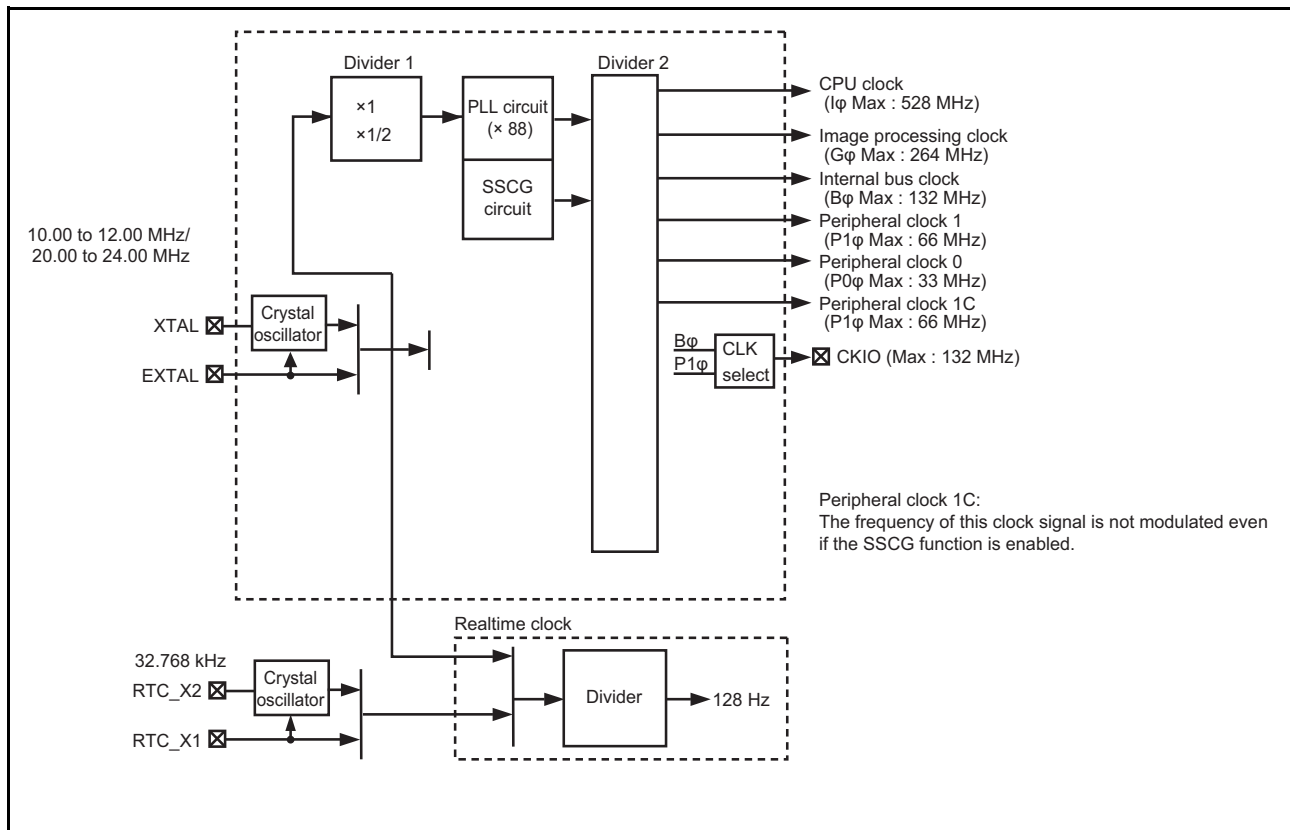 Divider 1
Divider 2
×1
×1/2
PLL circuit
(× 88)
SSCG
circuit
CPU clock
(Iφ Max : 528 MHz)
Image processing clock
(Gφ Max : 264 MHz)
Internal bus clock
(Bφ Max : 132 MHz)
Peripheral clock 1
(P1φ Max : 66 MHz)
Peripheral clock 0
(P0φ Max : 33 MHz)
Peripheral clock 1C
(P1φ Max : 66 MHz)
10.00 to 12.00 MHz/
20.00 to 24.00 MHz
XTAL
Crystal
oscillator
EXTAL
Bφ
P1φ
CLK
select
CKIO (Max : 132 MHz)
Peripheral clock 1C:
The frequency of this clock signal is not modulated even
if the SSCG function is enabled.
Realtime clock
32.768 kHz
RTC_X2
Crystal
oscillator
RTC_X1
Divider
128 Hz